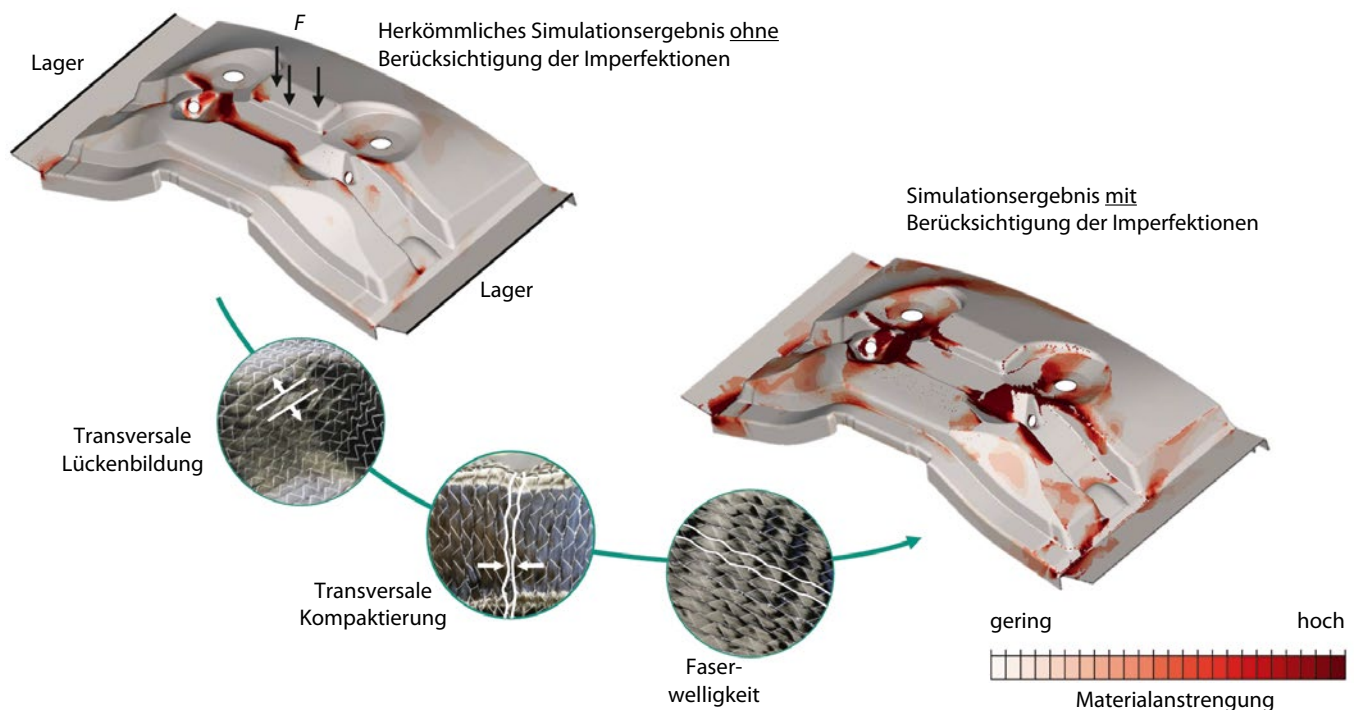 F
Herkömmliches Simulationsergebnis ohne
Berücksichtigung der Imperfektionen
Lager
Lager
Simulationsergebnis mit
Berücksichtigung der Imperfektionen
Transversale
Lückenbildung
Transversale
Kompaktierung
Faser-
welligkeit
gering hoch
Materialanstrengung